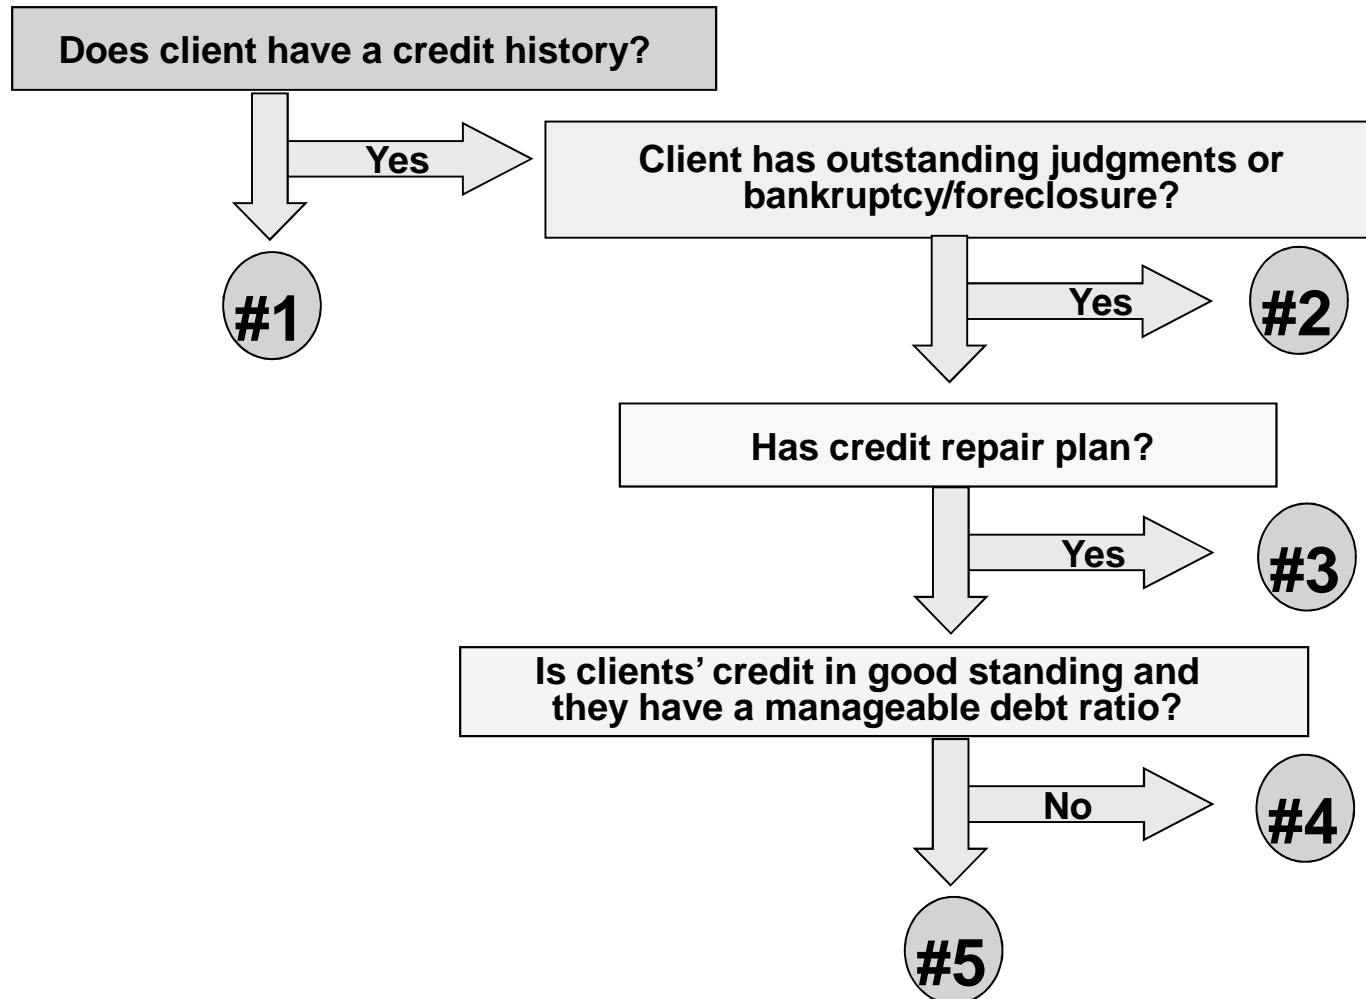 Does client have a credit history?
Yes
Client has outstanding judgments or
bankruptcy/foreclosure?
#1
Yes
#2
Has credit repair plan?
Yes
#3
Is clients’ credit in good standing and
they have a manageable debt ratio?
No
#4
#5